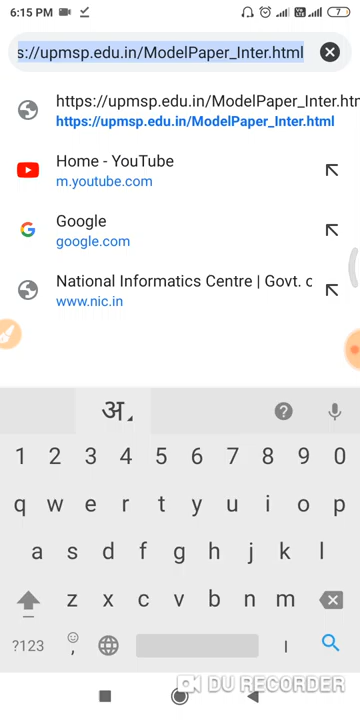 6:15 PM 7
s://upmsp.edu.in/ModelPaper_Inter.html
https://upmsp.edu.in/ModelPaper_Inter.htm
https://upmsp.edu.in/ModelPaper_Inter.html
Home - YouTube
m.youtube.com
Google
google.com
National Informatics Centre | Govt. o
www.nic.in
अ ?
1 2 3 4 5 6 7 8 9 0
q w e r t y u i o p
a s d f g h j k l
z x c v b n m
?123 , ।
DU RECORDER